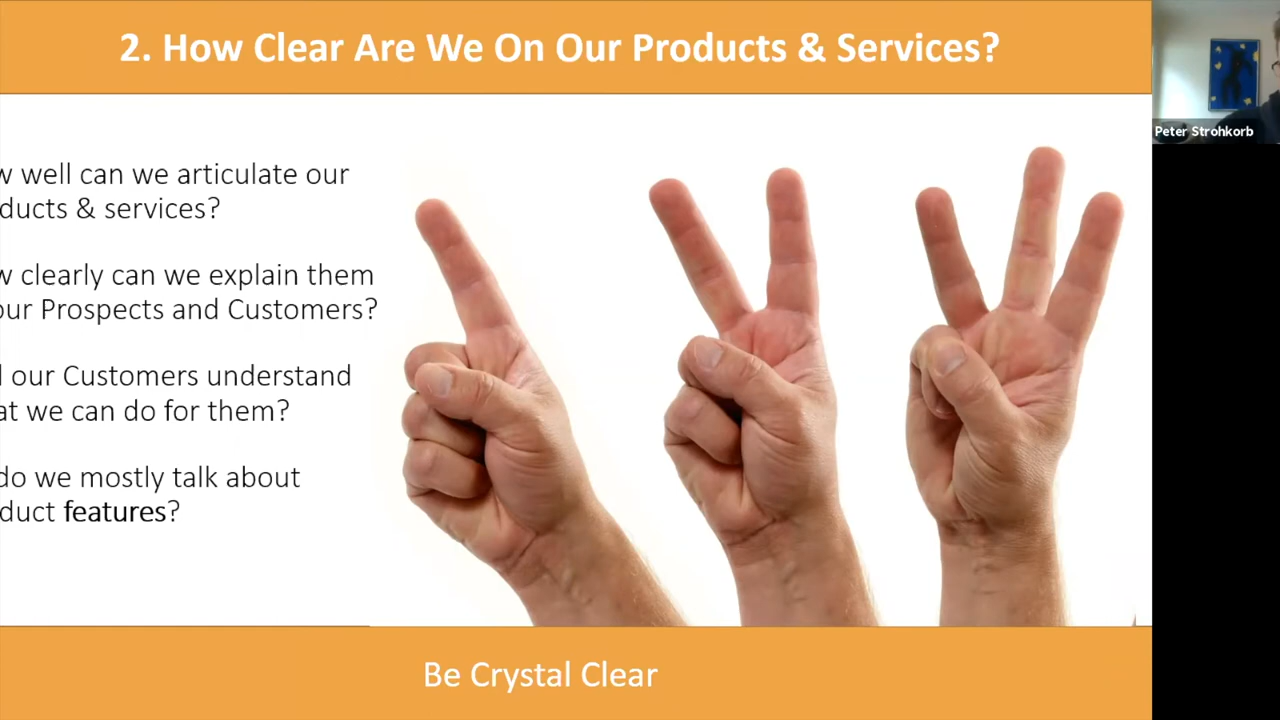 2. How Clear Are We On Our Products & Services?
w well can we articulate our
ducts & services?
w clearly can we explain them
our Prospects and Customers?
l our Customers understand
at we can do for them?
do we mostly talk about
duct features?
Be Crystal Clear
Peter Strohkorb